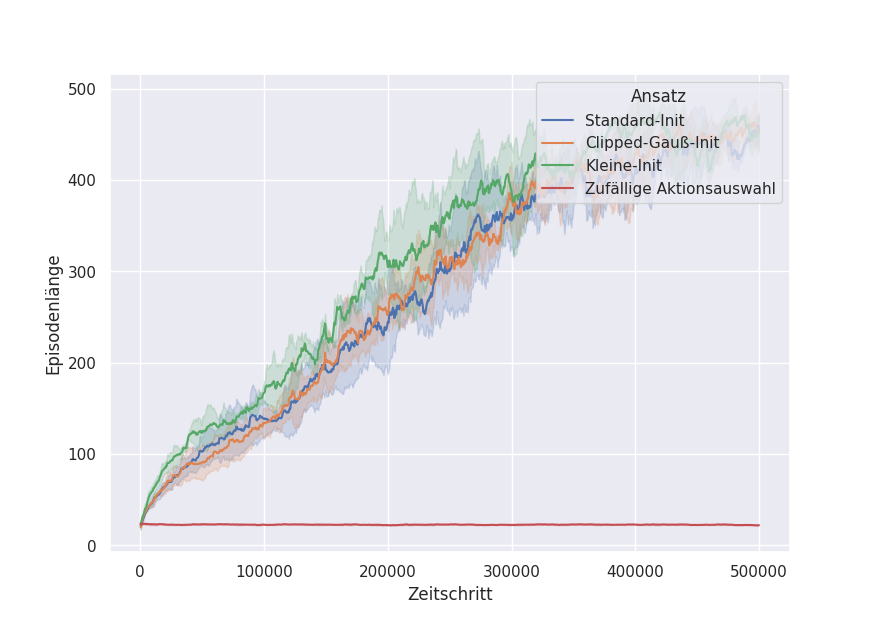 500
400
300
200
100
0
Episodenlänge
Ansatz
Standard-Init
Clipped-Gauß-Init
Kleine-Init
Zufällige Aktionsauswahl
0 100000 200000 300000 400000 500000
Zeitschritt